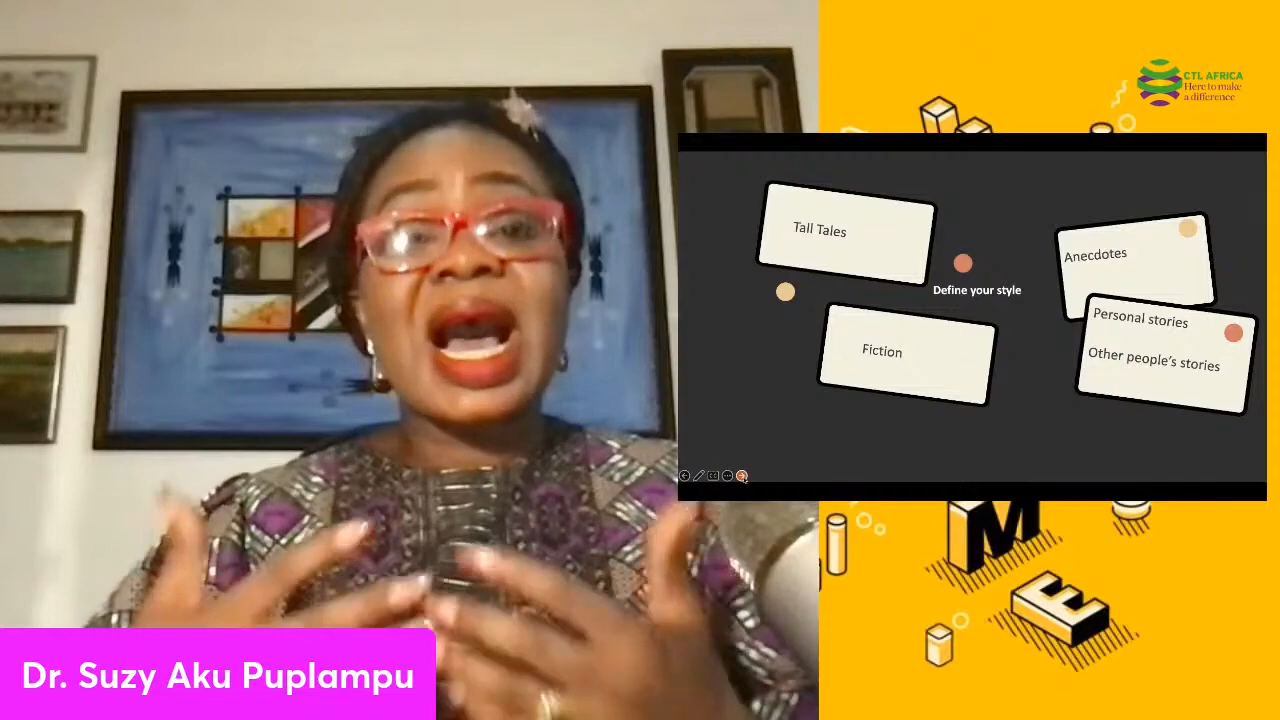 CTL AFRICA
Here to make
a difference
Tall Tales
Anecdotes
Define your style
Personal stories
Fiction
Other people's stories
M
E
Dr. Suzy Aku Puplampu